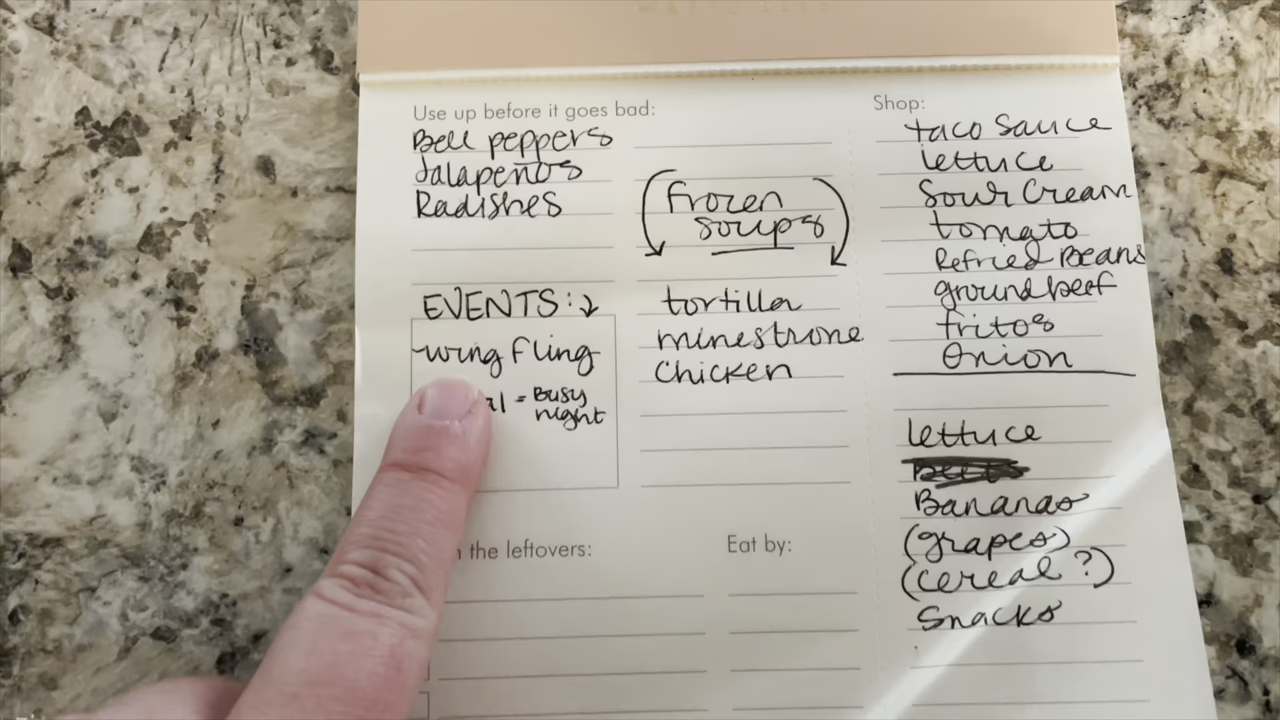 Use up before it goes bad:
Bell peppers
Jalapeños
Radishes
Frozen
soups
tortilla
minestrone
Chicken
EVENTS:
-wing fling
= Busy
night
the leftovers:
Eat by:
Shop:
taco sauce
lettuce
Sour Cream
tomato
Refried Beans
ground beef
fritos
Onion
lettuce
Bananas
(grapes)
(cereal?)
Snacks